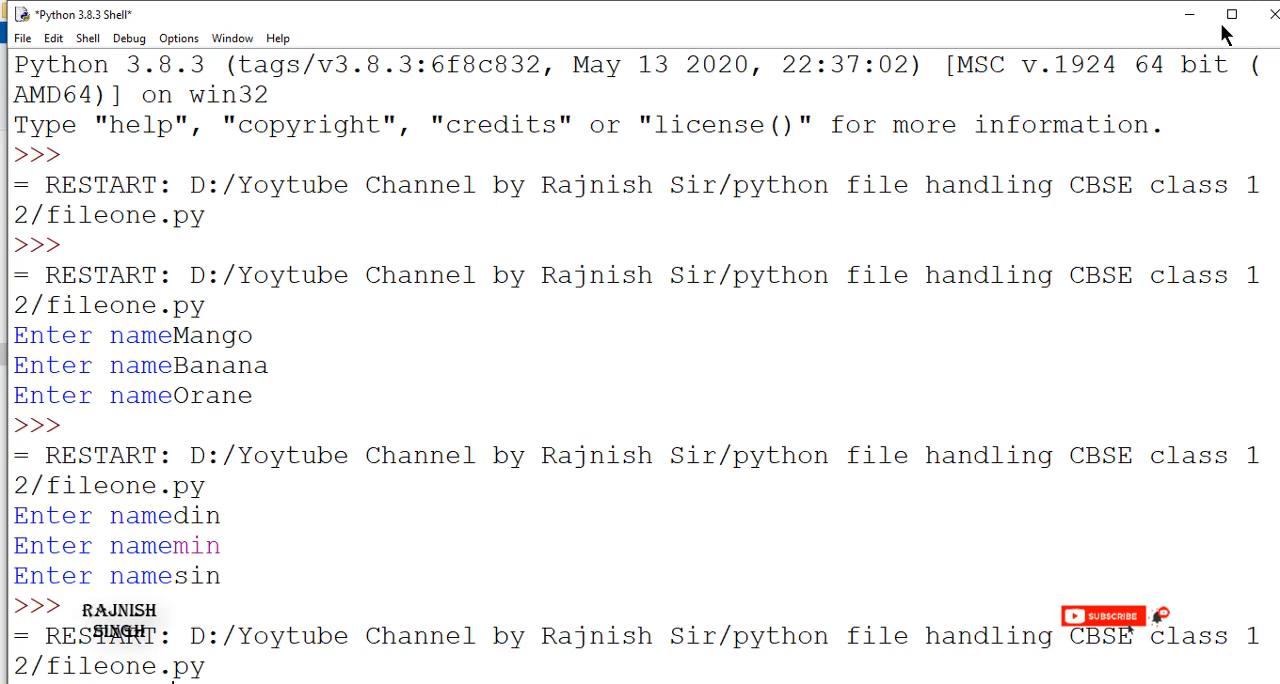 *Python 3.8.3 Shell*
File Edit Shell Debug Options Window Help
Python 3.8.3 (tags/v3.8.3:6f8c832, May 13 2020, 22:37:02) [MSC v.1924 64 bit (
AMD64)] on win32
Type "help", "copyright", "credits" or "license()" for more information.
>>>
= RESTART: D:/Yoytube Channel by Rajnish Sir/python file handling CBSE class 1
2/fileone.py
>>>
= RESTART: D:/Yoytube Channel by Rajnish Sir/python file handling CBSE class 1
2/fileone.py
Enter nameMango
Enter nameBanana
Enter nameOrane
>>>
= RESTART: D:/Yoytube Channel by Rajnish Sir/python file handling CBSE class 1
2/fileone.py
Enter namedin
Enter namemin
Enter namesin
>>>
RAJNISH
SINGH
SUBSCRIBE
= RESTART: D:/Yoytube Channel by Rajnish Sir/python file handling CBSE class 1
2/fileone.py